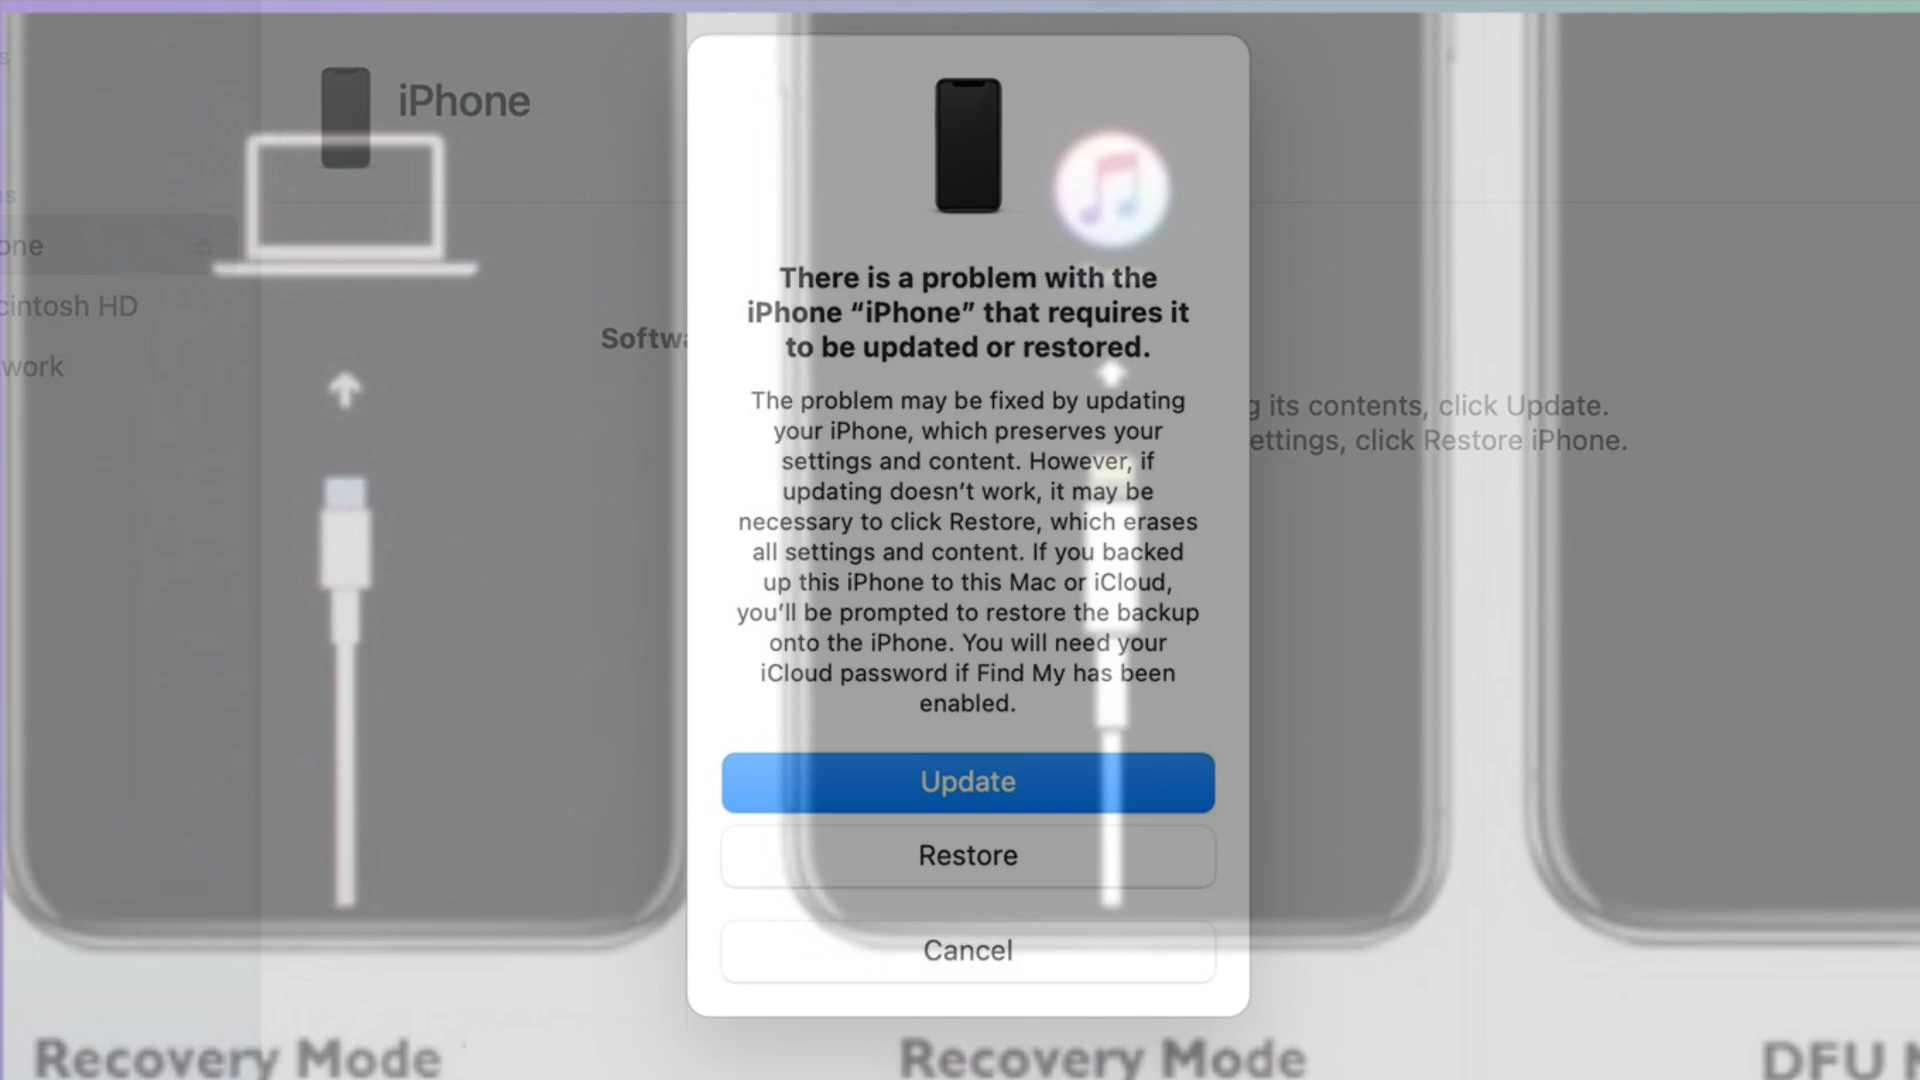 iPhone
one
cintosh HD
work
Softwa
There is a problem with the
iPhone “iPhone” that requires it
to be updated or restored.
The problem may be fixed by updating
your iPhone, which preserves your
settings and content. However, if
updating doesn’t work, it may be
necessary to click Restore, which erases
all settings and content. If you backed
up this iPhone to this Mac or iCloud,
you’ll be prompted to restore the backup
onto the iPhone. You will need your
iCloud password if Find My has been
enabled.
g its contents, click Update.
ettings, click Restore iPhone.
Update
Restore
Cancel
Recovery Mode
Recovery Mode
DFU